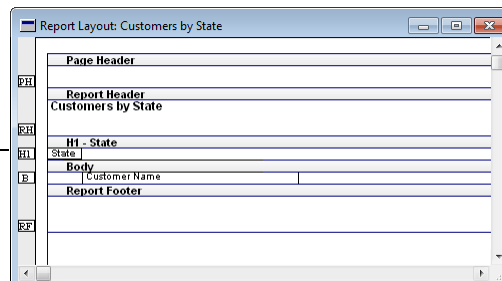 Report Layout: Customers by State
Page Header
PH
Report Header
Customers by State
RH
H1 - State
H1 State
Body
B Customer Name
Report Footer
RF